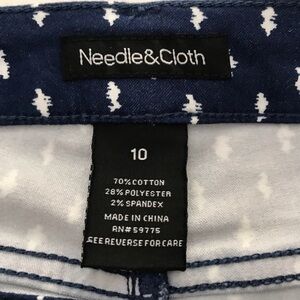 Needle&Cloth
10
70% COTTON
28% POLYESTER
2% SPANDEX
MADE IN CHINA
RN# 59775
SEE REVERSE FOR CARE